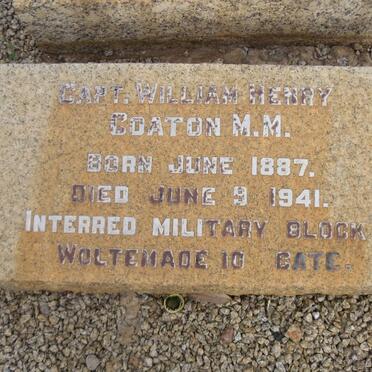 CAPT. WILLIAM HENRY
COATON M.M.
BORN JUNE 1887.
DIED JUNE 9 1941.
INTERRED MILITARY BLOCK
WOLTEMADE 10 GATE.